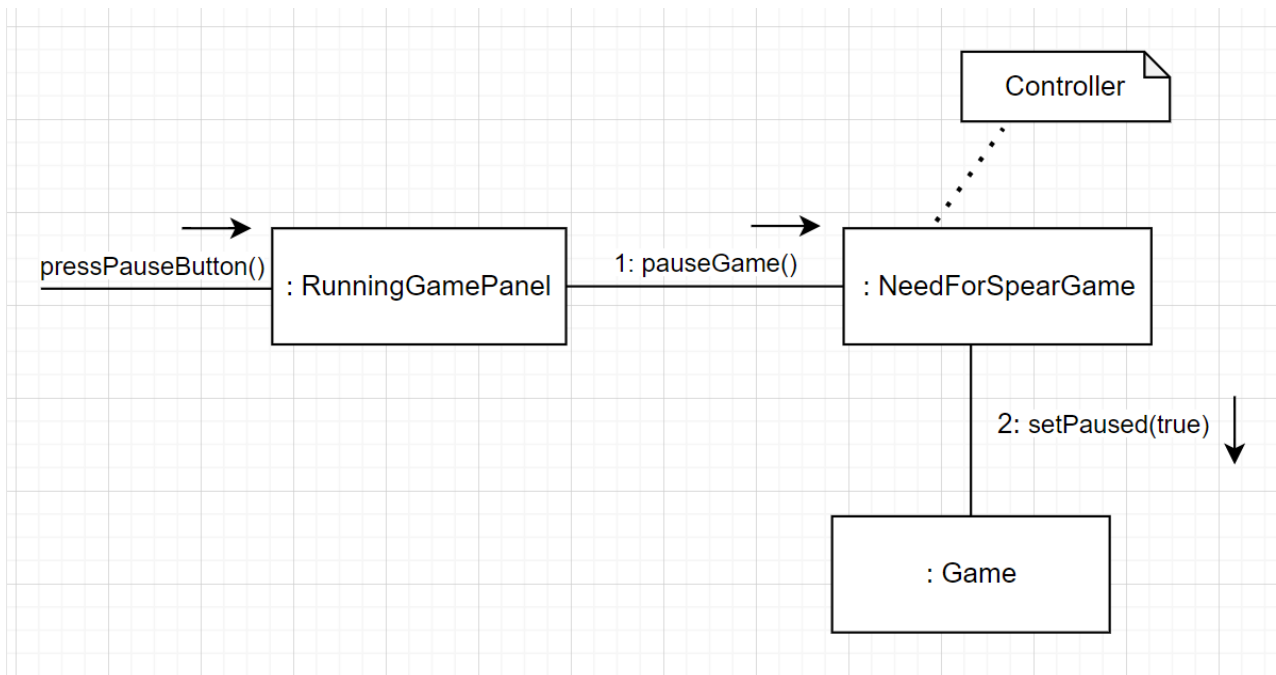 Controller
pressPauseButton()
: RunningGamePanel
1: pauseGame()
: NeedForSpearGame
2: setPaused(true)
: Game